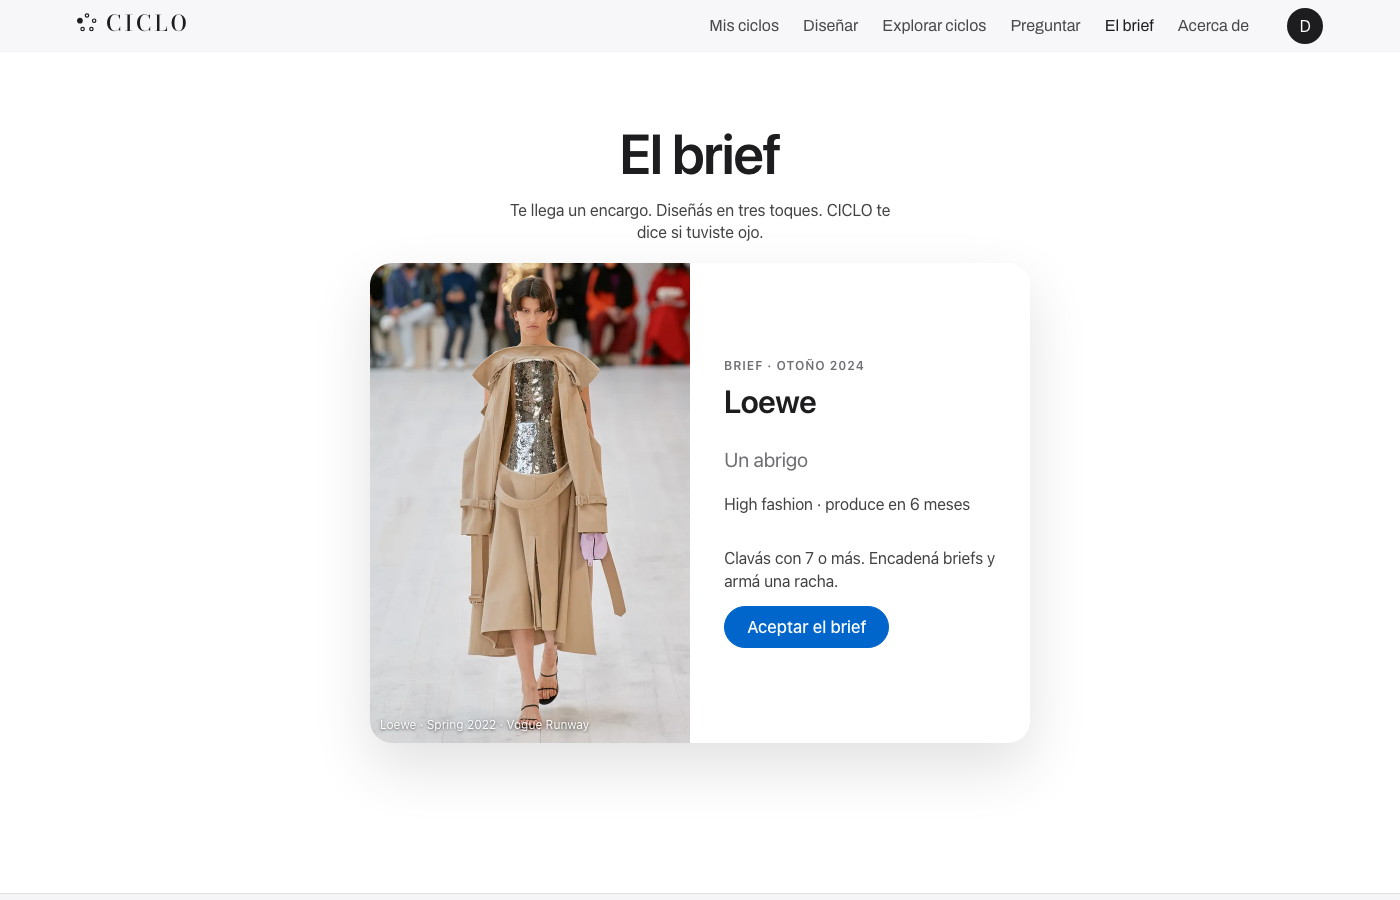 CICLO
Mis ciclos
Diseñar
Explorar ciclos
Preguntar
El brief
Acerca de
D
El brief
Te llega un encargo. Diseñás en tres toques. CICLO te
dice si tuviste ojo.
BRIEF · OTOÑO 2024
Loewe
Un abrigo
High fashion · produce en 6 meses
Clavás con 7 o más. Encadená briefs y
armá una racha.
Aceptar el brief
Loewe · Spring 2022 · Vogue Runway